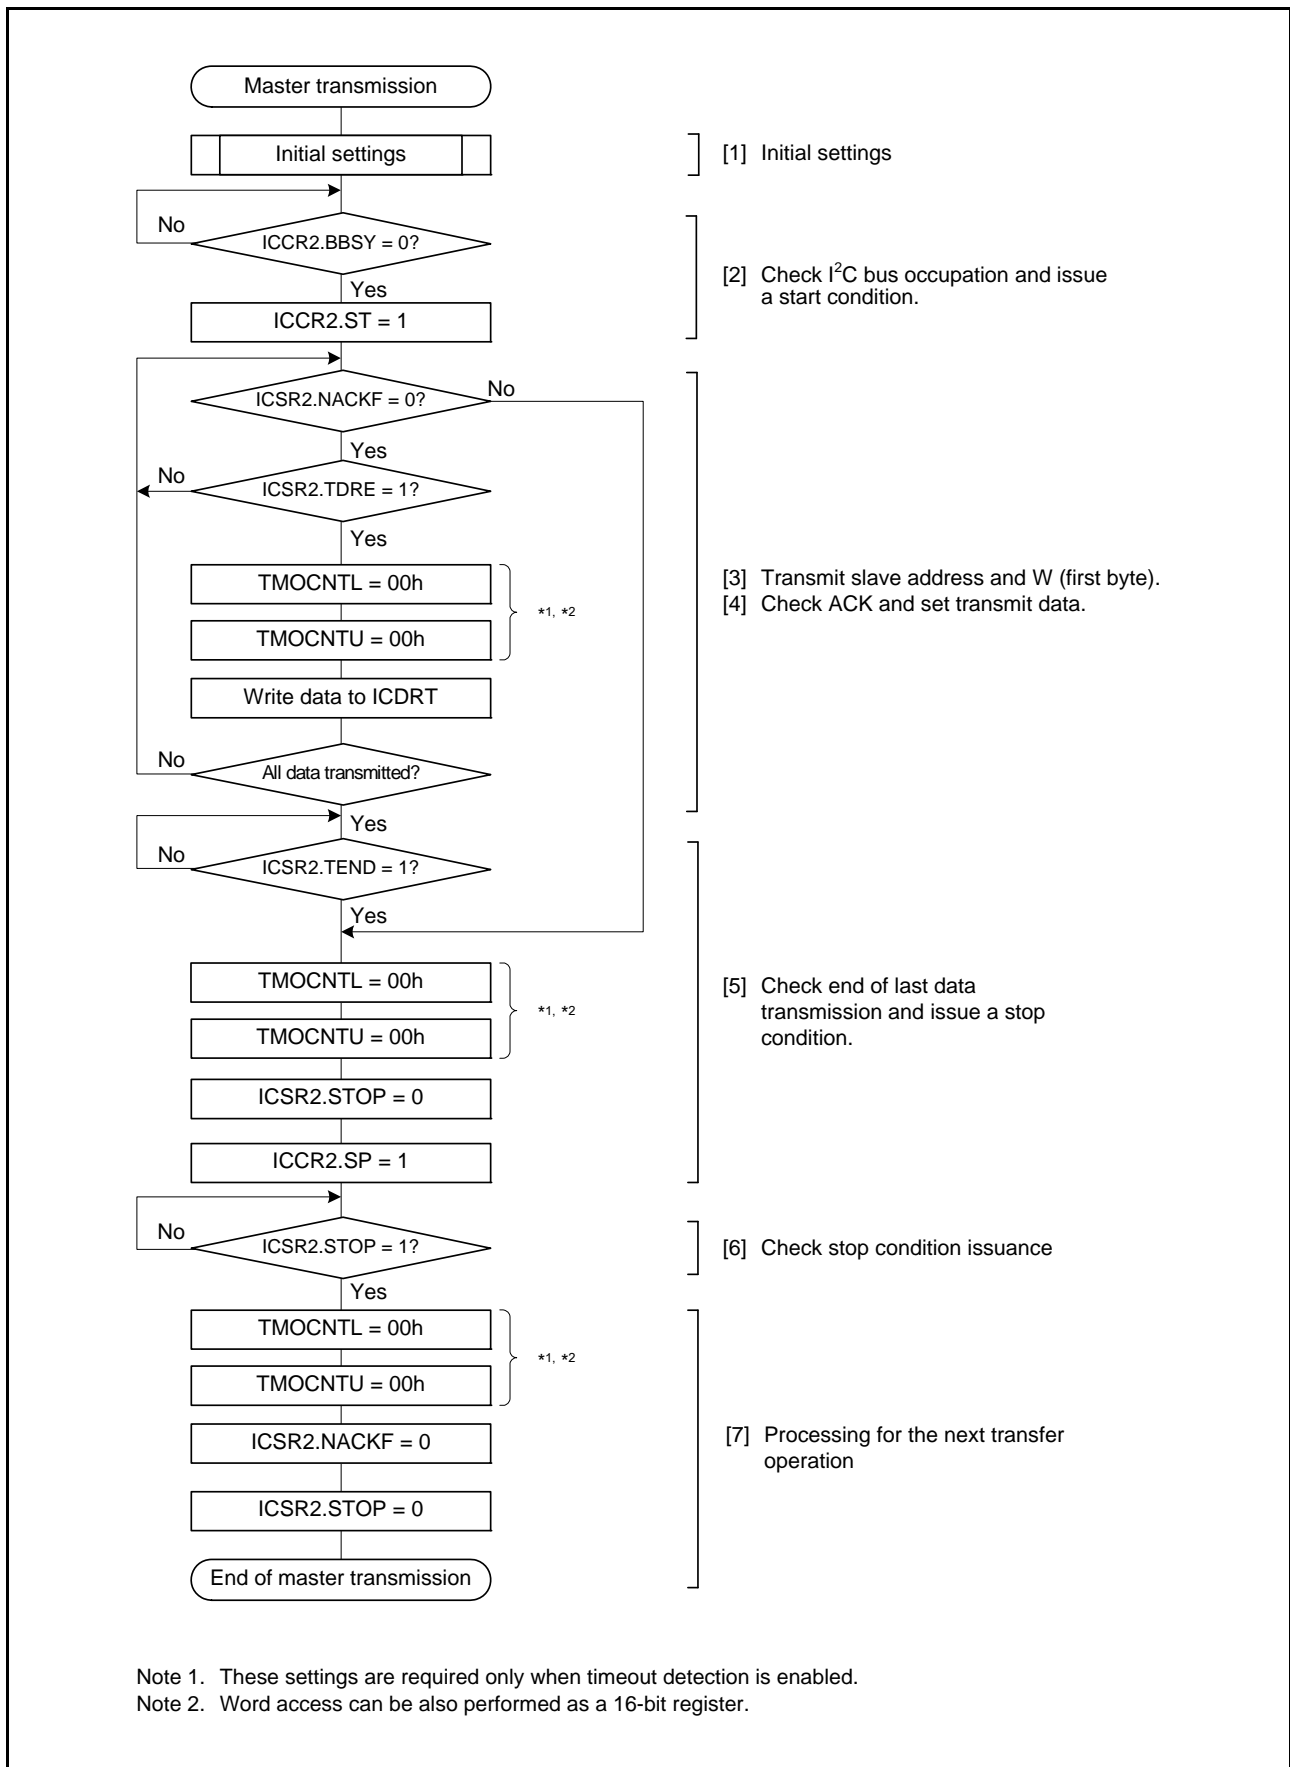 Master transmission
Initial settings
[1] Initial settings
No
ICCR2.BBSY = 0?
Yes
ICCR2.ST = 1
[2] Check I²C bus occupation and issue
a start condition.
ICSR2.NACKF = 0?
No
Yes
No
ICSR2.TDRE = 1?
Yes
TMOCNTL = 00h
*1, *2
TMOCNTU = 00h
Write data to ICDRT
No
All data transmitted?
Yes
[3] Transmit slave address and W (first byte).
[4] Check ACK and set transmit data.
No
ICSR2.TEND = 1?
Yes
TMOCNTL = 00h
*1, *2
TMOCNTU = 00h
ICSR2.STOP = 0
ICCR2.SP = 1
[5] Check end of last data
transmission and issue a stop
condition.
No
ICSR2.STOP = 1?
Yes
[6] Check stop condition issuance
TMOCNTL = 00h
*1, *2
TMOCNTU = 00h
ICSR2.NACKF = 0
ICSR2.STOP = 0
[7] Processing for the next transfer
operation
End of master transmission
Note 1. These settings are required only when timeout detection is enabled.
Note 2. Word access can be also performed as a 16-bit register.